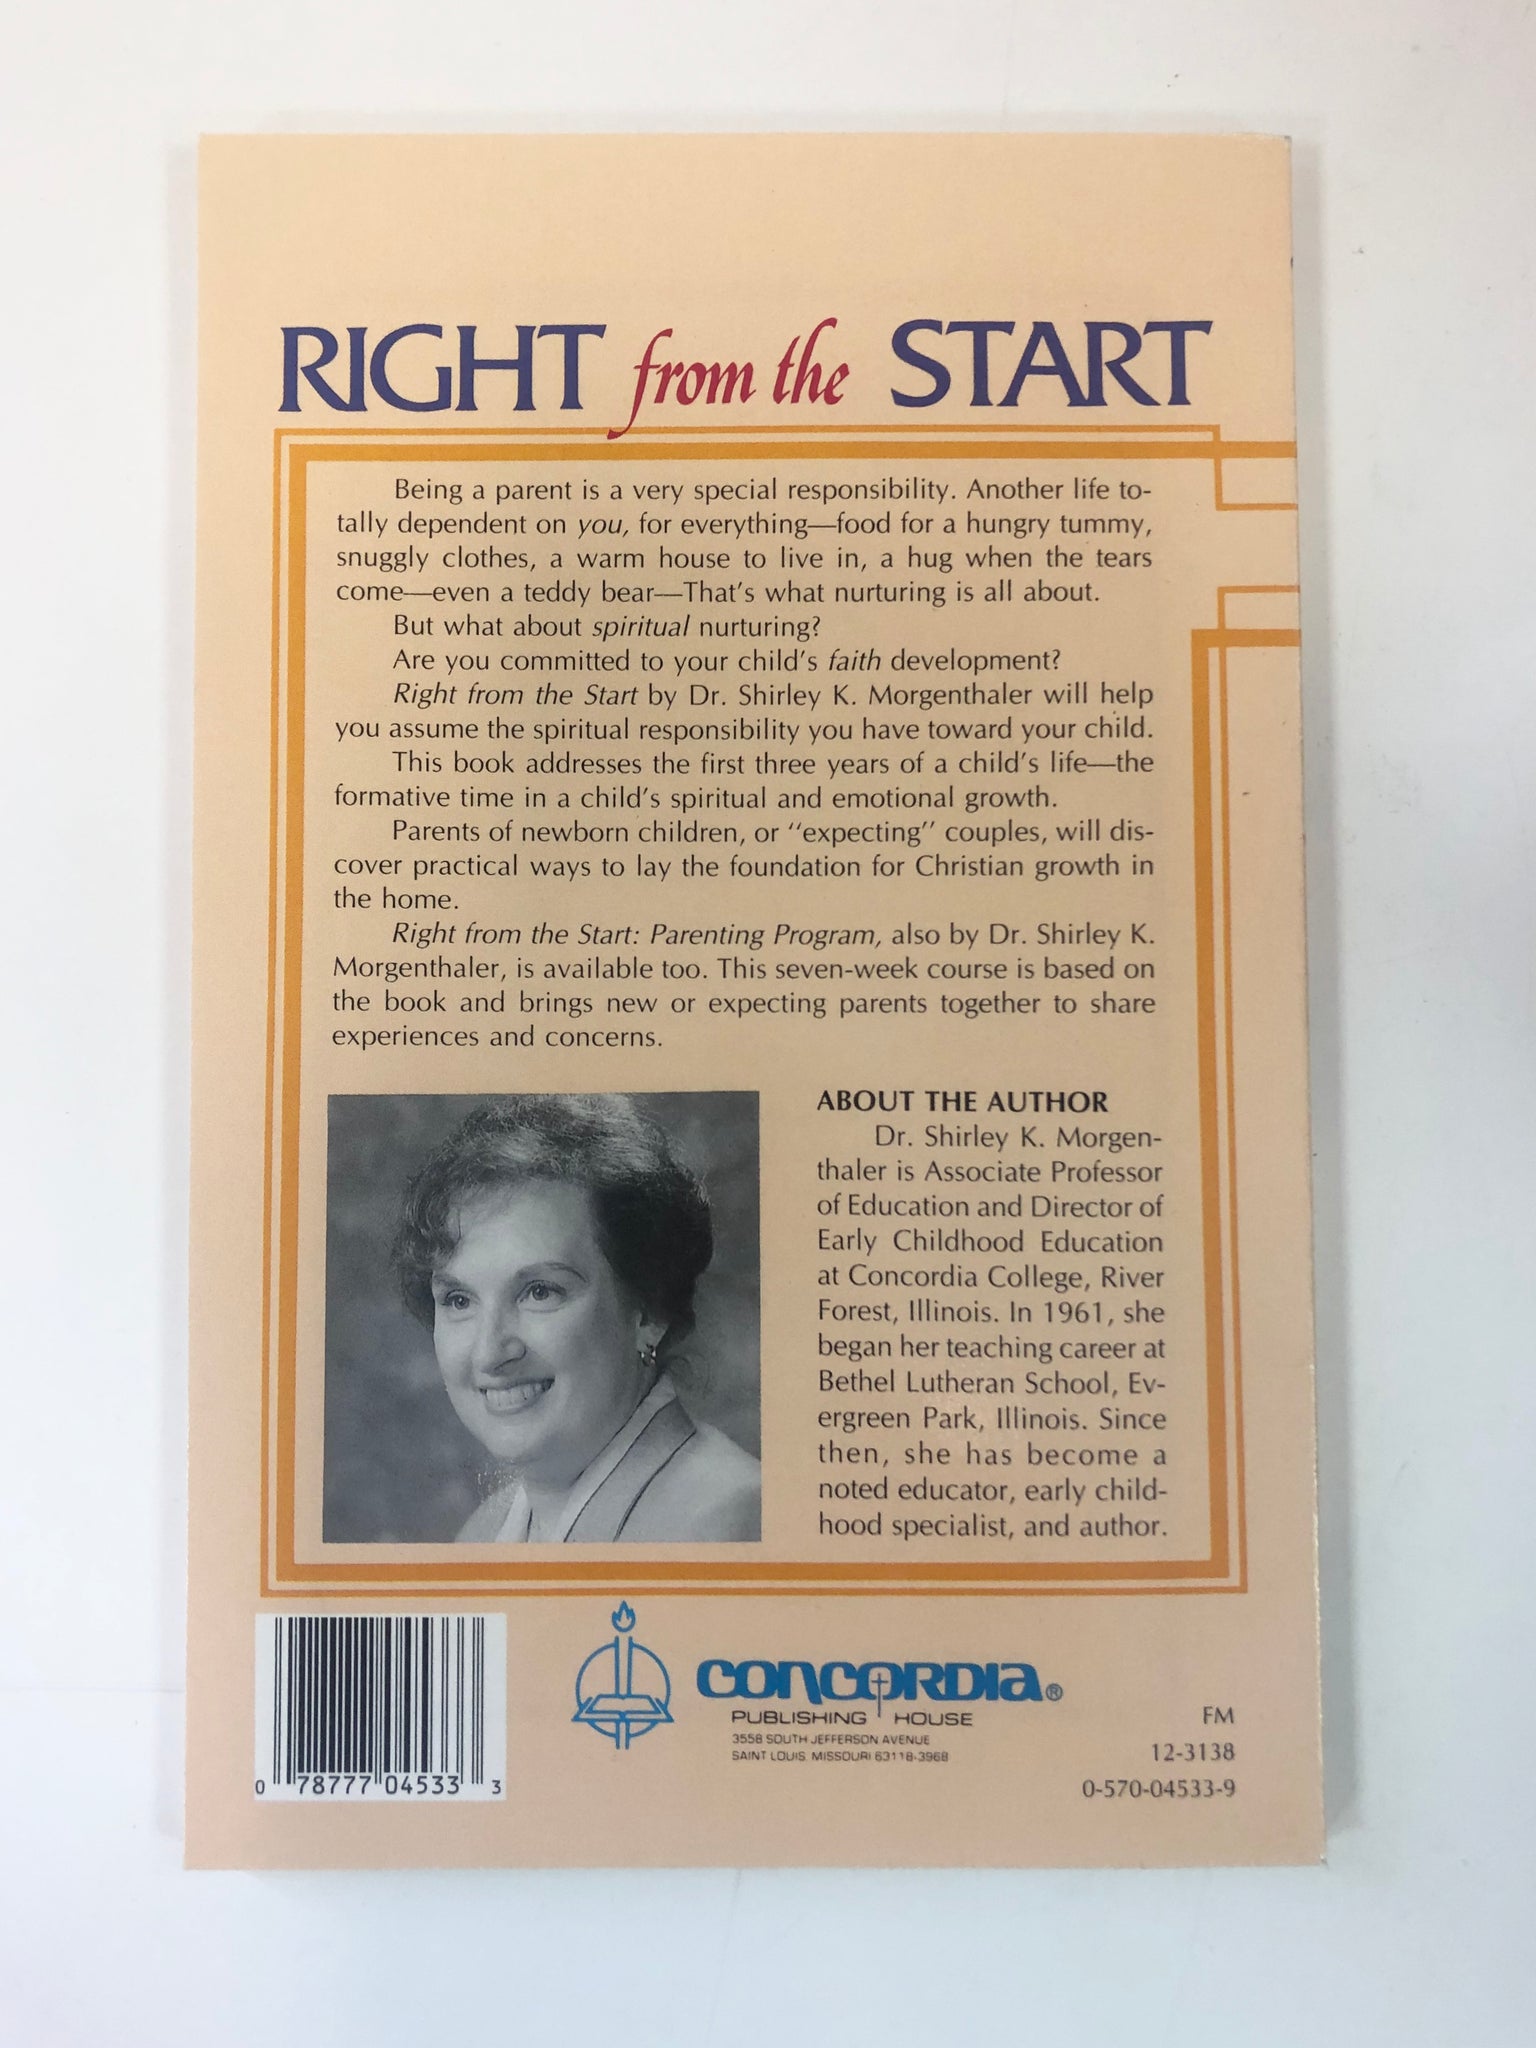 RIGHT from the START
Being a parent is a very special responsibility. Another life to-
tally dependent on you, for everything—food for a hungry tummy,
snuggly clothes, a warm house to live in, a hug when the tears
come—even a teddy bear—That's what nurturing is all about.
But what about spiritual nurturing?
Are you committed to your child's faith development?
Right from the Start by Dr. Shirley K. Morgenthaler will help
you assume the spiritual responsibility you have toward your child.
This book addresses the first three years of a child's life—the
formative time in a child's spiritual and emotional growth.
Parents of newborn children, or "expecting" couples, will dis-
cover practical ways to lay the foundation for Christian growth in
the home.
Right from the Start: Parenting Program, also by Dr. Shirley K.
Morgenthaler, is available too. This seven-week course is based on
the book and brings new or expecting parents together to share
experiences and concerns.
ABOUT THE AUTHOR
Dr. Shirley K. Morgen-
thaler is Associate Professor
of Education and Director of
Early Childhood Education
at Concordia College, River
Forest, Illinois. In 1961, she
began her teaching career at
Bethel Lutheran School, Ev-
ergreen Park, Illinois. Since
then, she has become a
noted educator, early child-
hood specialist, and author.
0 78777 04533 3
CONCORDIA®
PUBLISHING HOUSE
3558 SOUTH JEFFERSON AVENUE
SAINT LOUIS, MISSOURI 63118-3968
FM
12-3138
0-570-04533-9